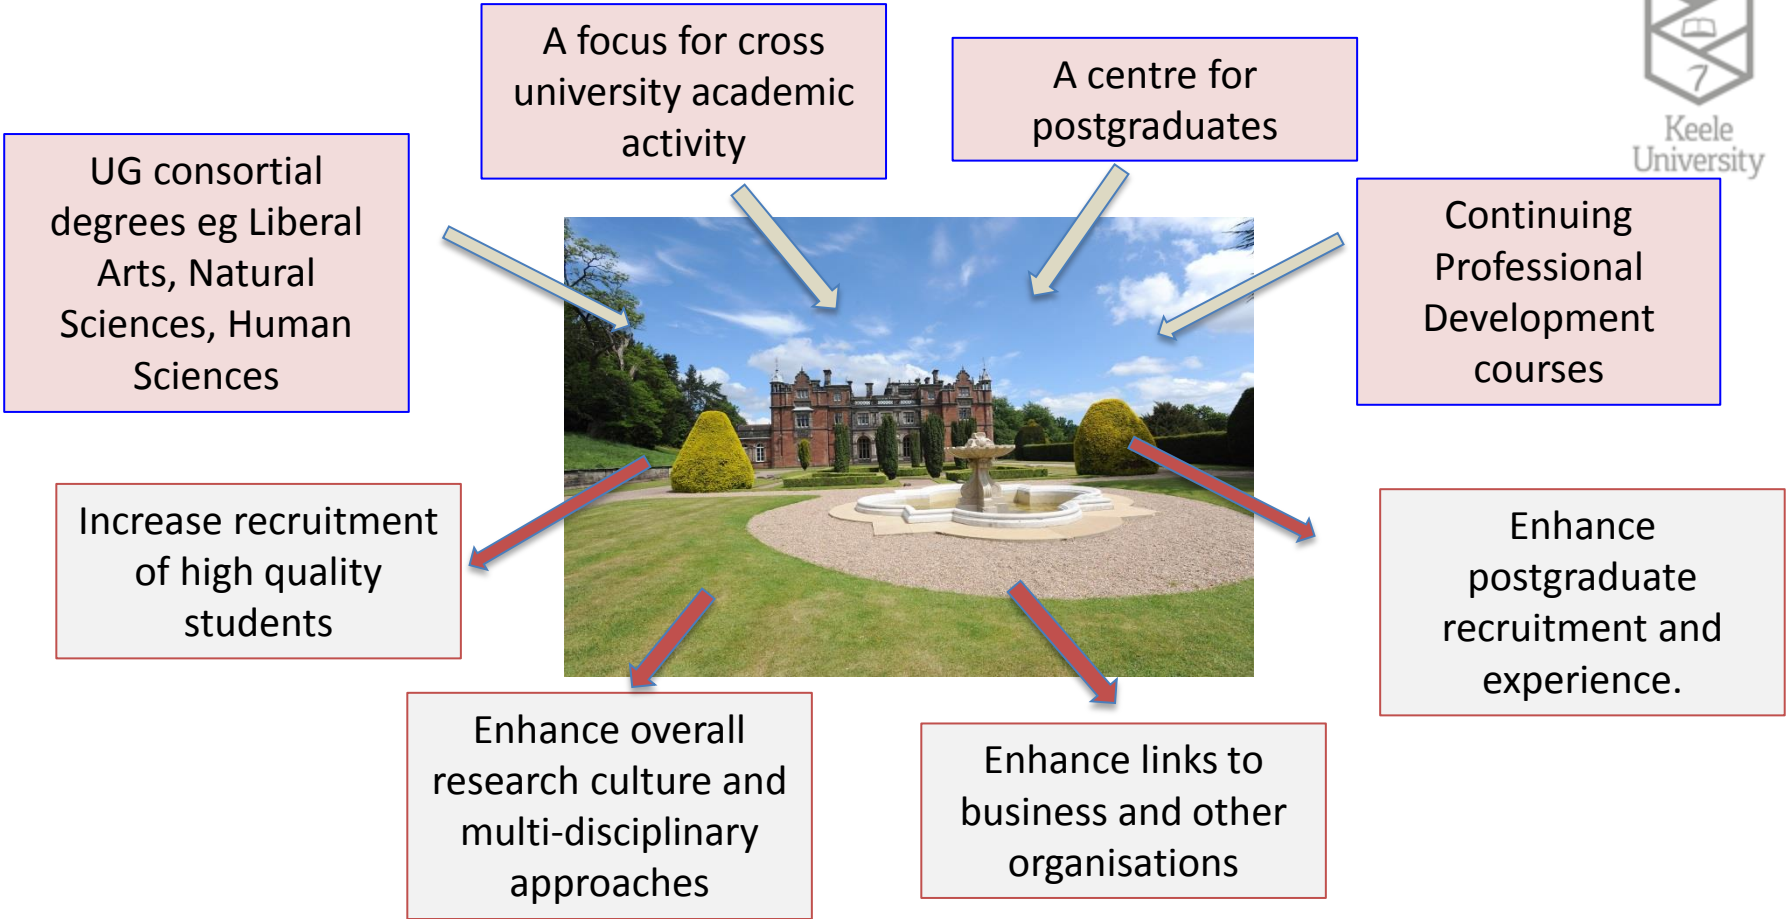 A focus for cross
university academic
activity
A centre for
postgraduates
Keele
University
UG consortial
degrees eg Liberal
Arts, Natural
Sciences, Human
Sciences
Continuing
Professional
Development
courses
Increase recruitment
of high quality
students
Enhance
postgraduate
recruitment and
experience.
Enhance overall
research culture and
multi-disciplinary
approaches
Enhance links to
business and other
organisations